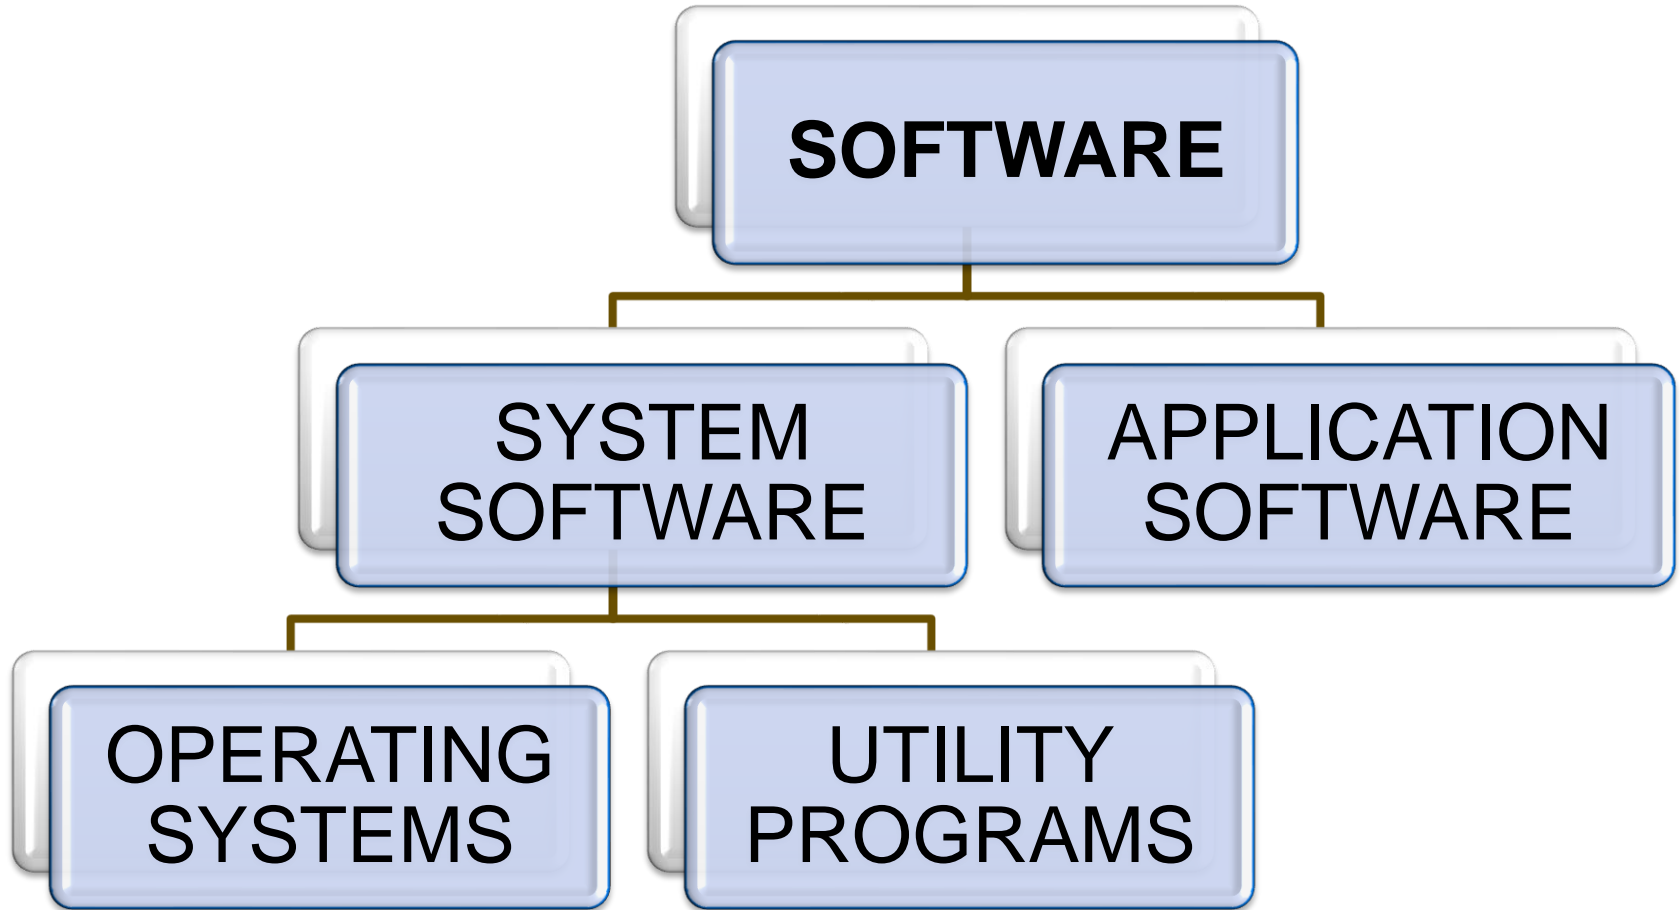 SOFTWARE
SYSTEM
SOFTWARE
APPLICATION
SOFTWARE
OPERATING
SYSTEMS
UTILITY
PROGRAMS